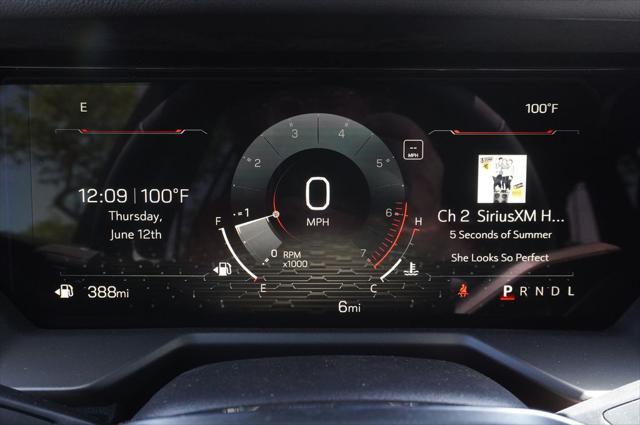 E
100°F
12:09 | 100°F
Thursday,
June 12th
1
2
3
4
5
6
7
0
MPH
-- MPH
0 RPM
x1000
F
E
H
C
Ch 2 SiriusXM H...
5 Seconds of Summer
She Looks So Perfect
388mi
6mi
P R N D L